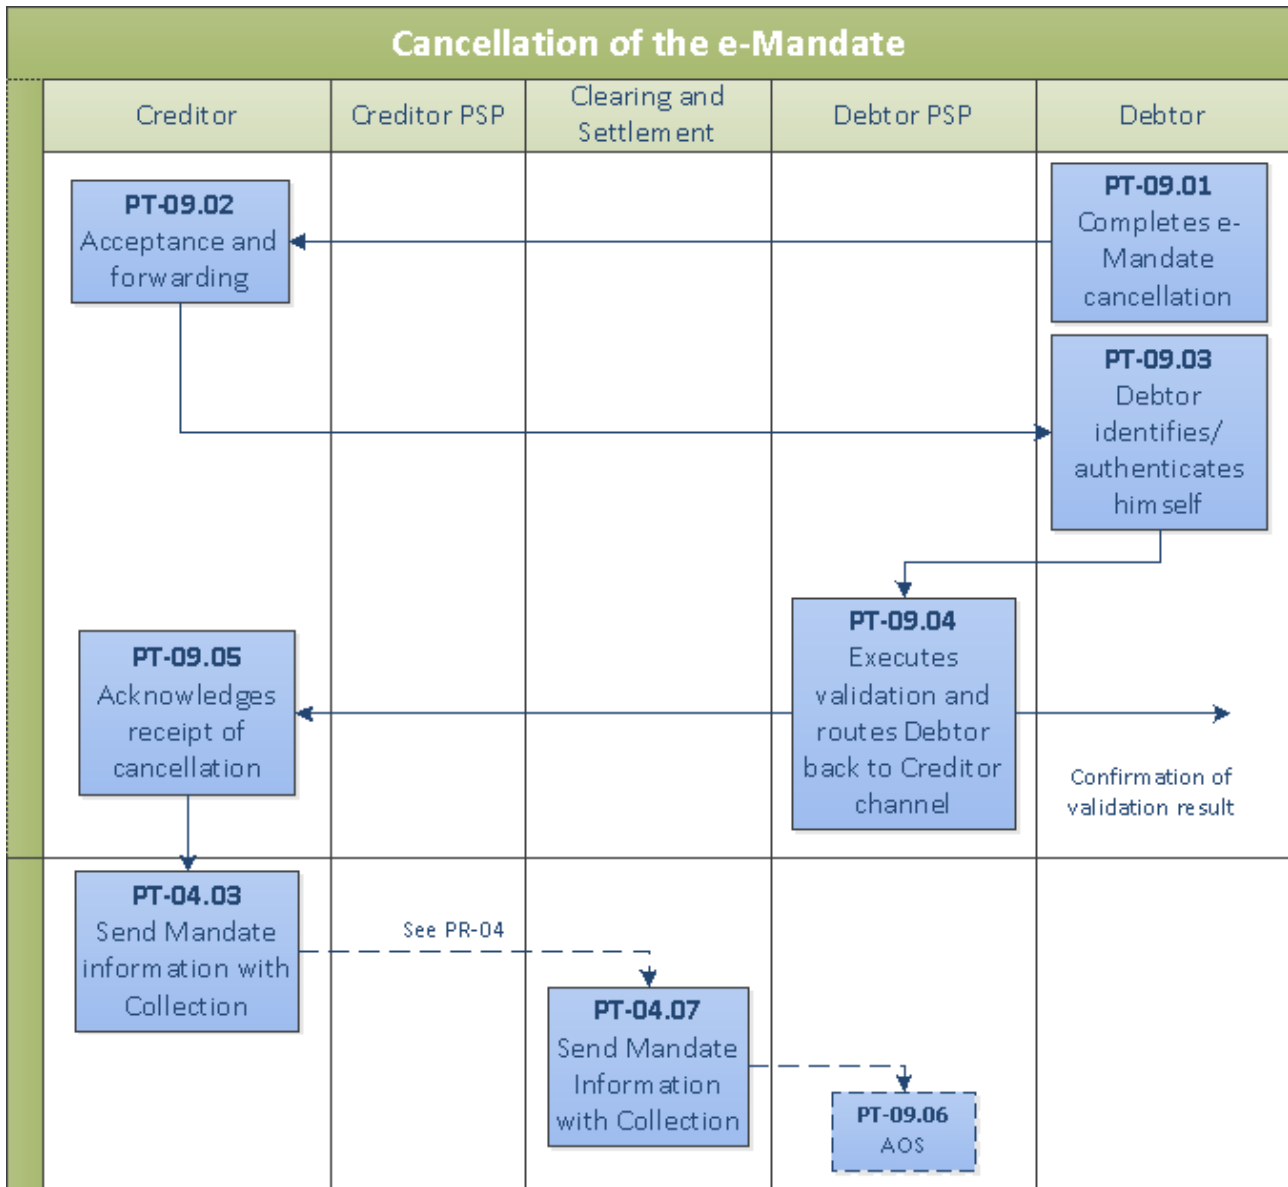 Cancellation of the e-Mandate
Creditor
Creditor PSP
Clearing and
Settlement
Debtor PSP
Debtor
PT-09.01
Completes e-
Mandate
cancellation
PT-09.02
Acceptance and
forwarding
PT-09.03
Debtor
identifies/
authenticates
himself
PT-09.04
Executes
validation and
routes Debtor
back to Creditor
channel
PT-09.05
Acknowledges
receipt of
cancellation
Confirmation of
validation result
PT-04.03
Send Mandate
information with
Collection
See PR-04
PT-04.07
Send Mandate
Information
with Collection
PT-09.06
AOS